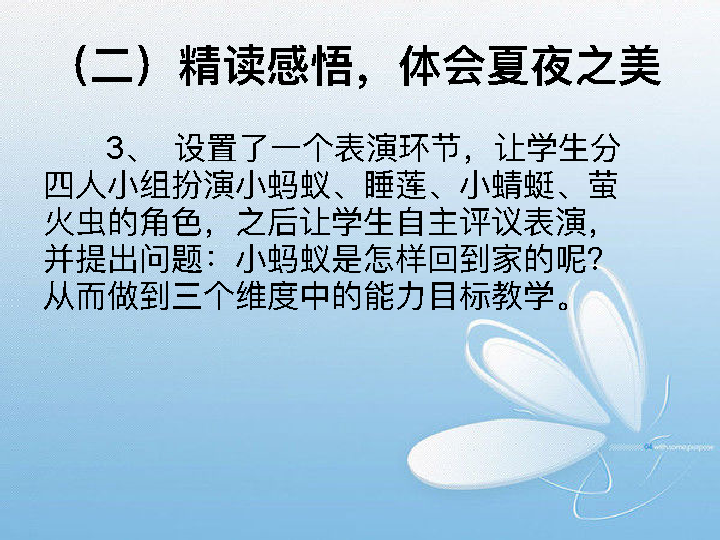 （二）精读感悟，体会夏夜之美
3、 设置了一个表演环节，让学生分
四人小组扮演小蚂蚁、睡莲、小蜻蜓、萤
火虫的角色，之后让学生自主评议表演，
并提出问题：小蚂蚁是怎样回到家的呢？
从而做到三个维度中的能力目标教学。